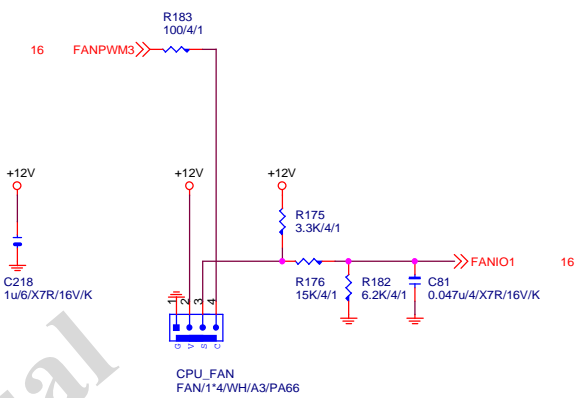 R183
100/4/1
16 FANPWM3
+12V +12V +12V
R175
3.3K/4/1
FANIO1 16
C218
1u/6/X7R/16V/K
R176
15K/4/1
R182
6.2K/4/1
C81
0.047u/4/X7R/16V/K
1 2 3 4
G V S C
CPU_FAN
FAN/1*4/WH/A3/PA66